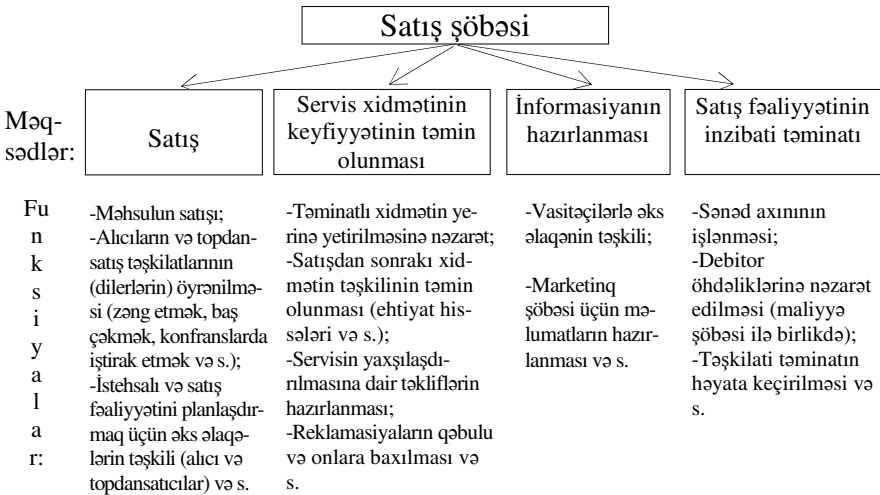 Satış şöbəsi
Məq-
sədlər:
Satış
Servis xidmətinin
keyfiyyətinin təmin
olunması
İnformasiyanın
hazırlanması
Satış fəaliyyətinin
inzibati təminatı
Fu
n
k
s
i
y
a
l
a
r:
-Məhsulun satışı;
-Alıcıların və topdan-
satış təşkilatlarının
(dilerlərin) öyrənilmə-
si (zəng etmək, baş
çəkmək, konfranslarda
iştirak etmək və s.);
-İstehsalı və satış
fəaliyyətini planlaşdır-
maq üçün əks əlaqə-
lərin təşkili (alıcı və
topdansatıcılar) və s.
-Təminatlı xidmətin ye-
rinə yetirilməsinə nəzarət;
-Satışdan sonrakı xid-
mətin təşkilinin təmin
olunması (ehtiyat his-
sələri və s.);
-Servisin yaxşılaşdı-
rılmasına dair təkliflərin
hazırlanması;
-Reklamasiyaların qəbulu
və onlara baxılması və
s.
-Vasitəçilərlə əks
əlaqənin təşkili;
-Marketinq
şöbəsi üçün mə-
lumatların hazır-
lanması və s.
-Sənəd axınının
işlənməsi;
-Debitor
öhdəliklərinə nəzarət
edilməsi (maliyyə
şöbəsi ilə birlikdə);
-Təşkilati təminatın
həyata keçirilməsi və
s.